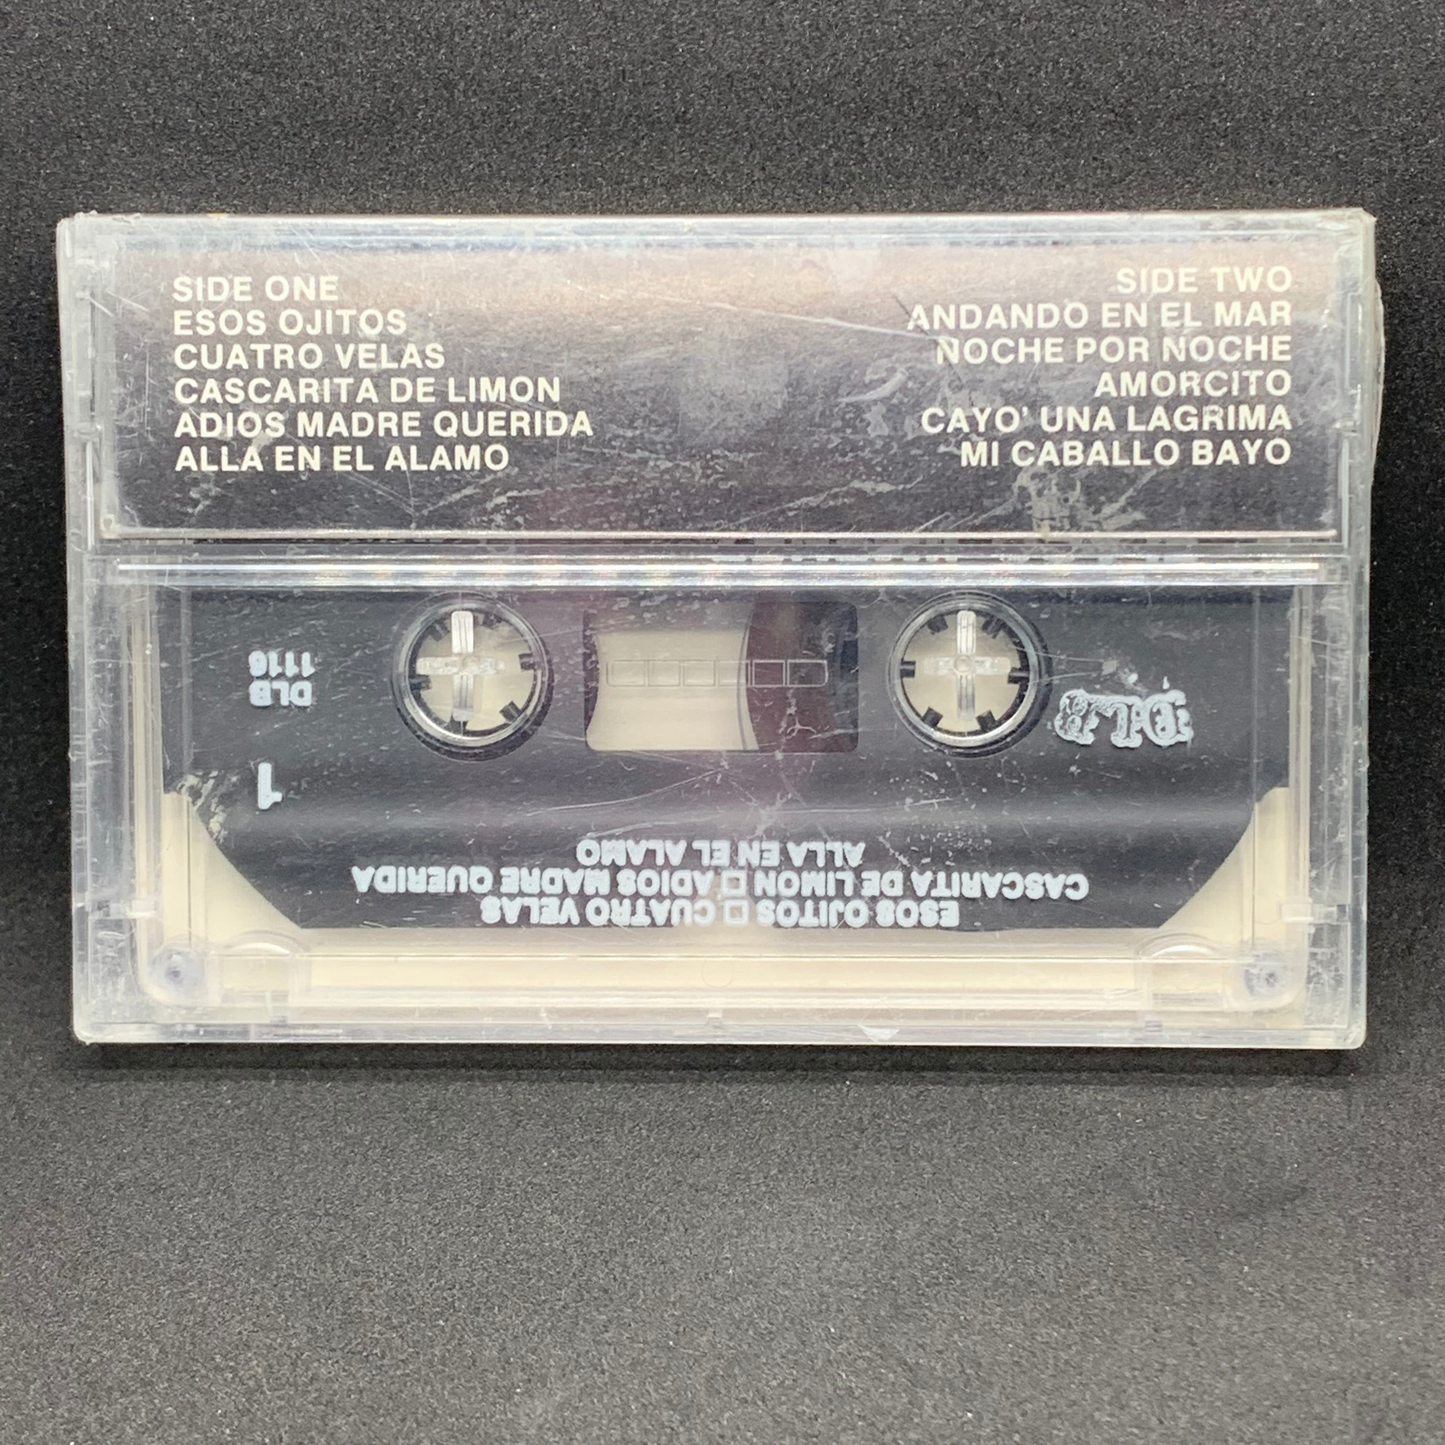 SIDE ONE
ESOS OJITOS
CUATRO VELAS
CASCARITA DE LIMON
ADIOS MADRE QUERIDA
ALLA EN EL ALAMO
SIDE TWO
ANDANDO EN EL MAR
NOCHE POR NOCHE
AMORCITO
CAYO' UNA LAGRIMA
MI CABALLO BAYO
ESOS OJITOS □ CUATRO VELAS
CASCARITA DE LIMON □ ADIOS MADRE QUERIDA
ALLA EN EL ALAMO
1
DLB
DLB
1116